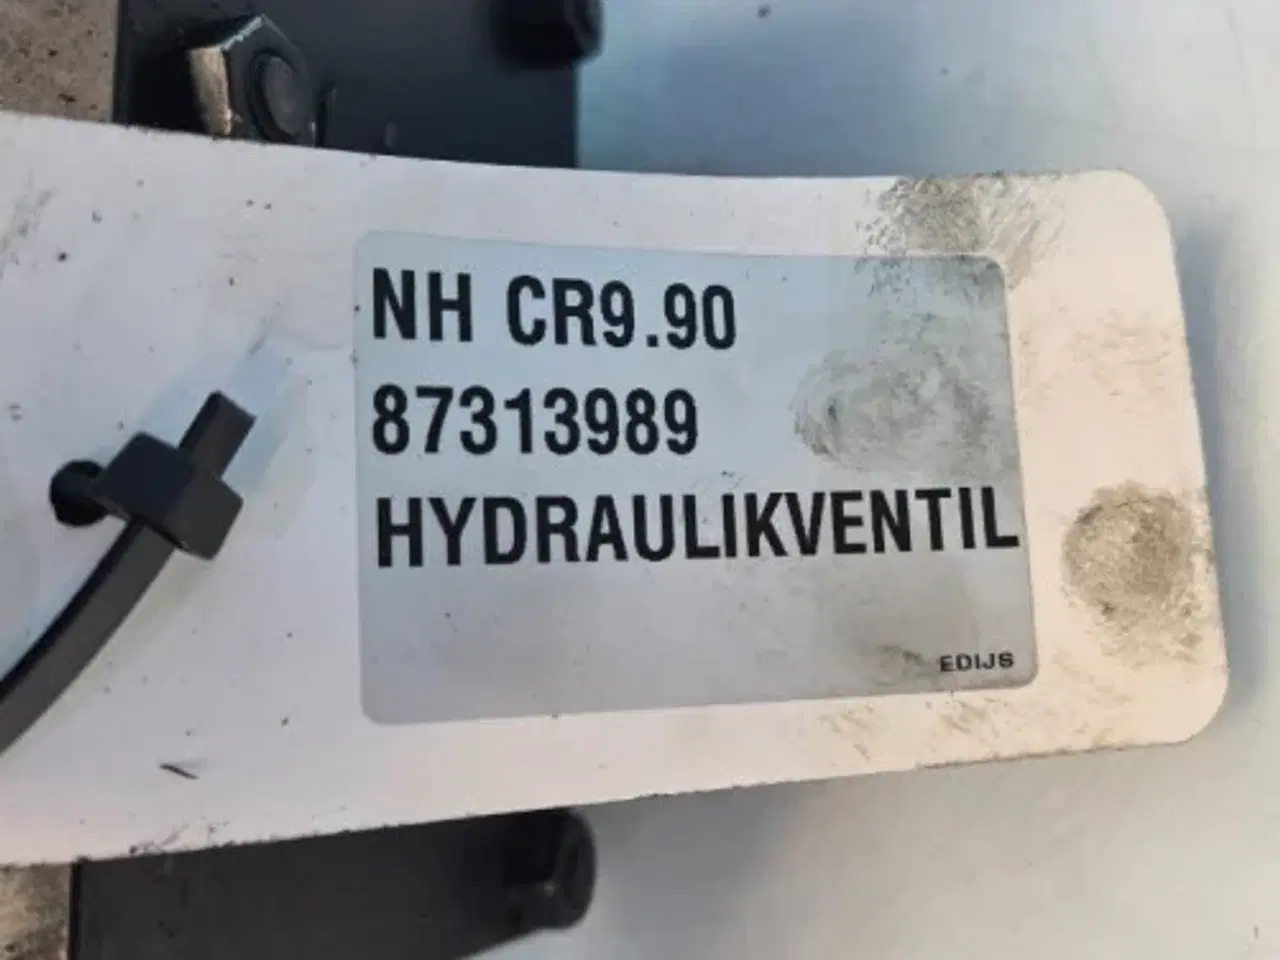 NH CR9.90
87313989
HYDRAULIKVENTIL
EDIJS